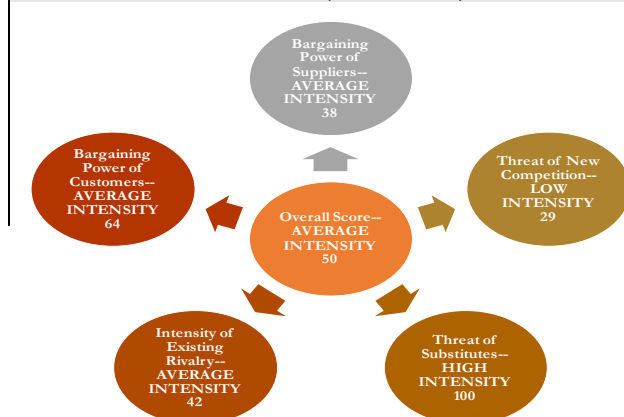 Bargaining
Power of
Suppliers--
AVERAGE
INTENSITY
38
Bargaining
Power of
Customers--
AVERAGE
INTENSITY
64
Threat of New
Competition--
LOW
INTENSITY
29
Overall Score--
AVERAGE
INTENSITY
50
Intensity of
Existing
Rivalry--
AVERAGE
INTENSITY
42
Threat of
Substitutes--
HIGH
INTENSITY
100